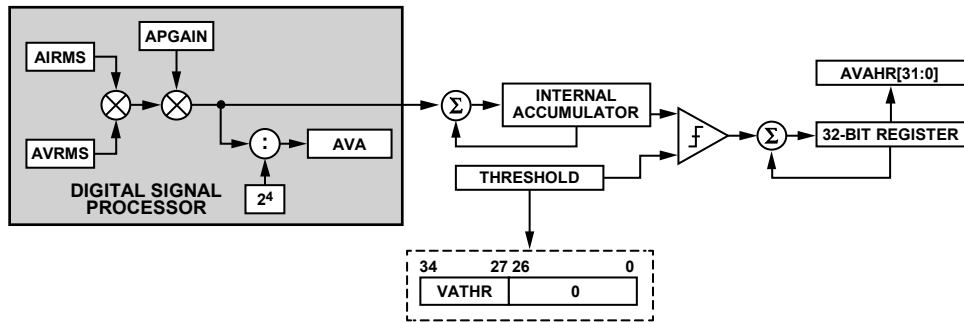 AIRMS
APGAIN
AVRMS
:
AVA
2⁴
DIGITAL SIGNAL
PROCESSOR
Σ
INTERNAL
ACCUMULATOR
THRESHOLD
34
27 26
0
VATHR
0
Σ
AVAHR[31:0]
32-BIT REGISTER